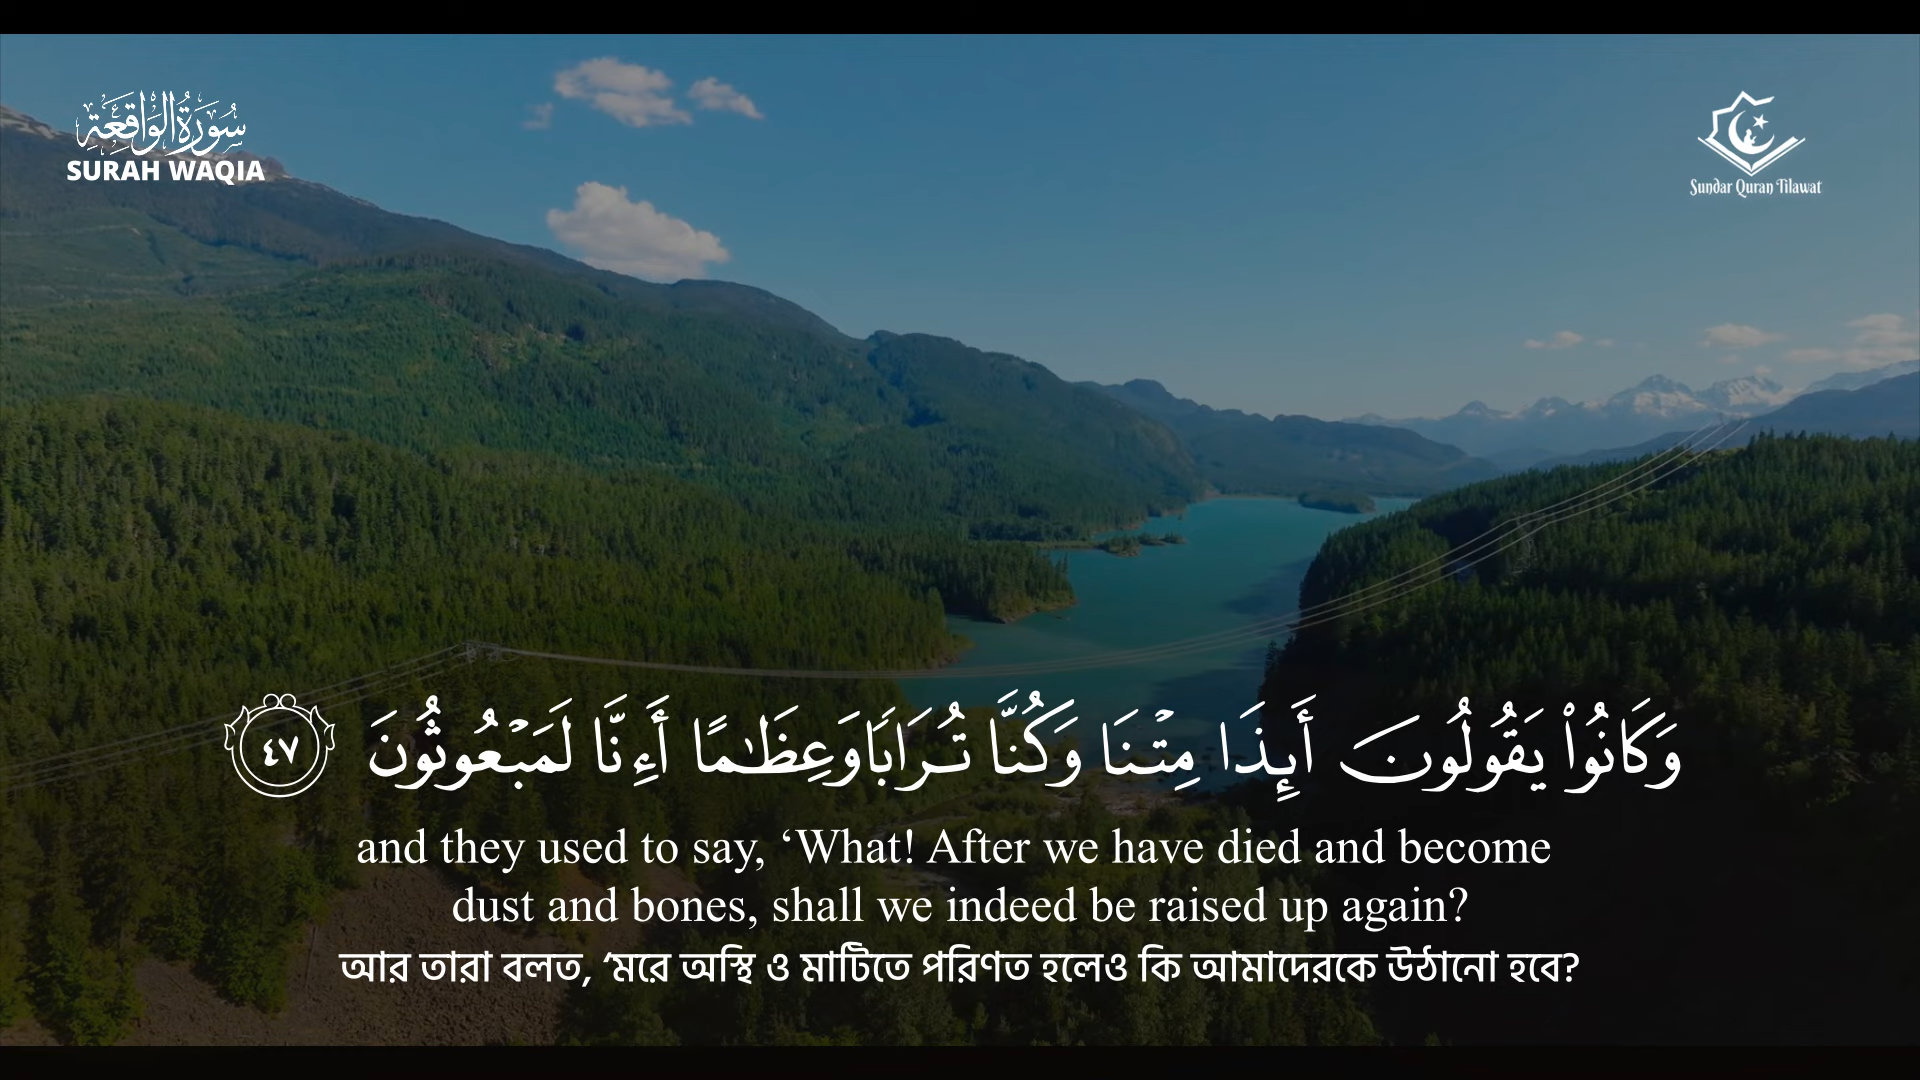 سُورَةُ الْوَاقِعَةِ
SURAH WAQIA
Sundar Quran Tilawat
وَكَانُوا۟ يَقُولُونَ أَئِذَا مِتْنَا وَكُنَّا تُرَابًا وَعِظَـٰمًا أَءِنَّا لَمَبْعُوثُونَ ٤٧
and they used to say, ‘What! After we have died and become
dust and bones, shall we indeed be raised up again?
আর তারা বলত, ‘মরে অস্থি ও মাটিতে পরিণত হলেও কি আমাদেরকে উঠানো হবে?